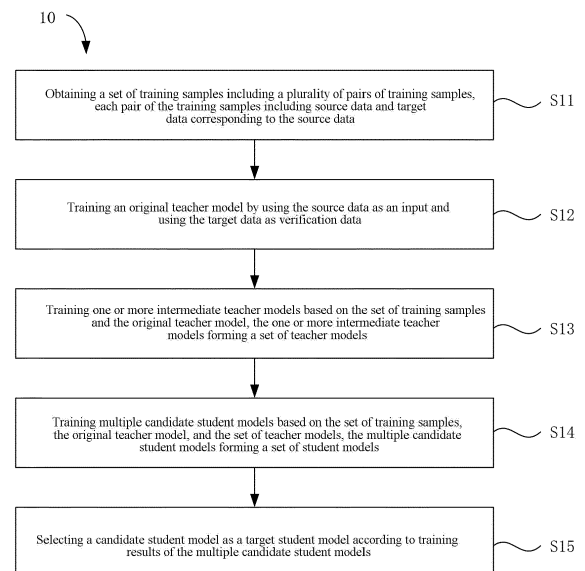 10
Obtaining a set of training samples including a plurality of pairs of training samples,
each pair of the training samples including source data and target
data corresponding to the source data
S11
Training an original teacher model by using the source data as an input and
using the target data as verification data
S12
Training one or more intermediate teacher models based on the set of training samples
and the original teacher model, the one or more intermediate teacher
models forming a set of teacher models
S13
Training multiple candidate student models based on the set of training samples,
the original teacher model, and the set of teacher models, the multiple candidate
student models forming a set of student models
S14
Selecting a candidate student model as a target student model according to training
results of the multiple candidate student models
S15